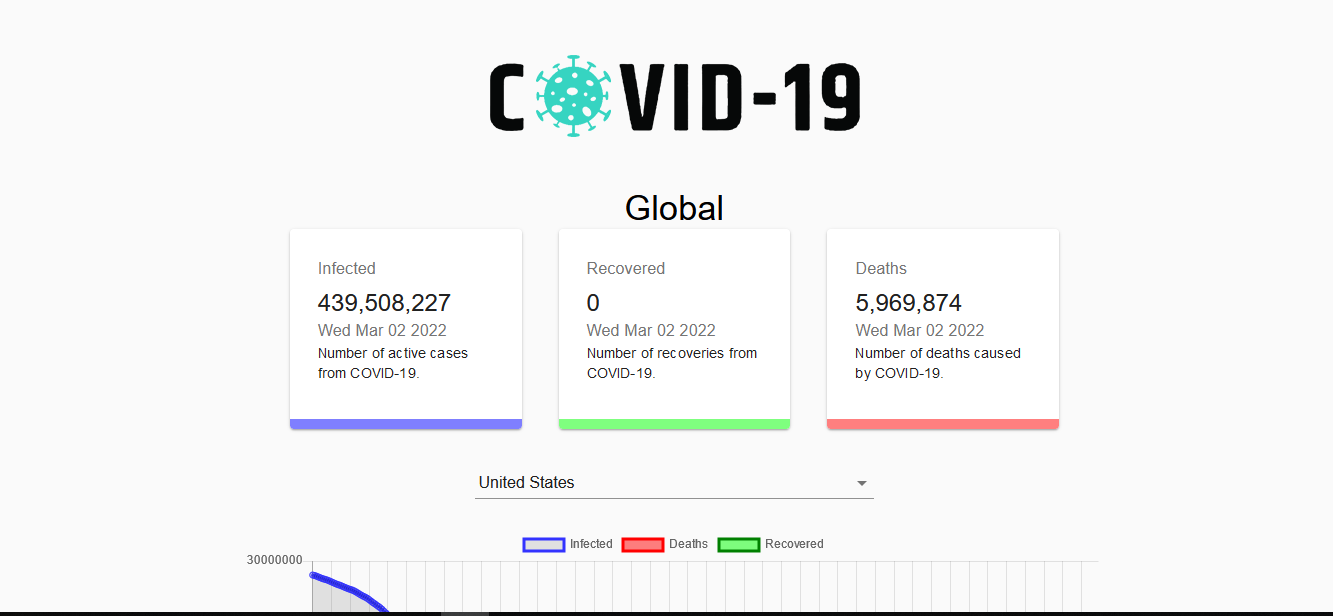 COVID-19
Global
Infected
439,508,227
Wed Mar 02 2022
Number of active cases
from COVID-19.
Recovered
0
Wed Mar 02 2022
Number of recoveries from
COVID-19.
Deaths
5,969,874
Wed Mar 02 2022
Number of deaths caused
by COVID-19.
United States
Infected Deaths Recovered
30000000